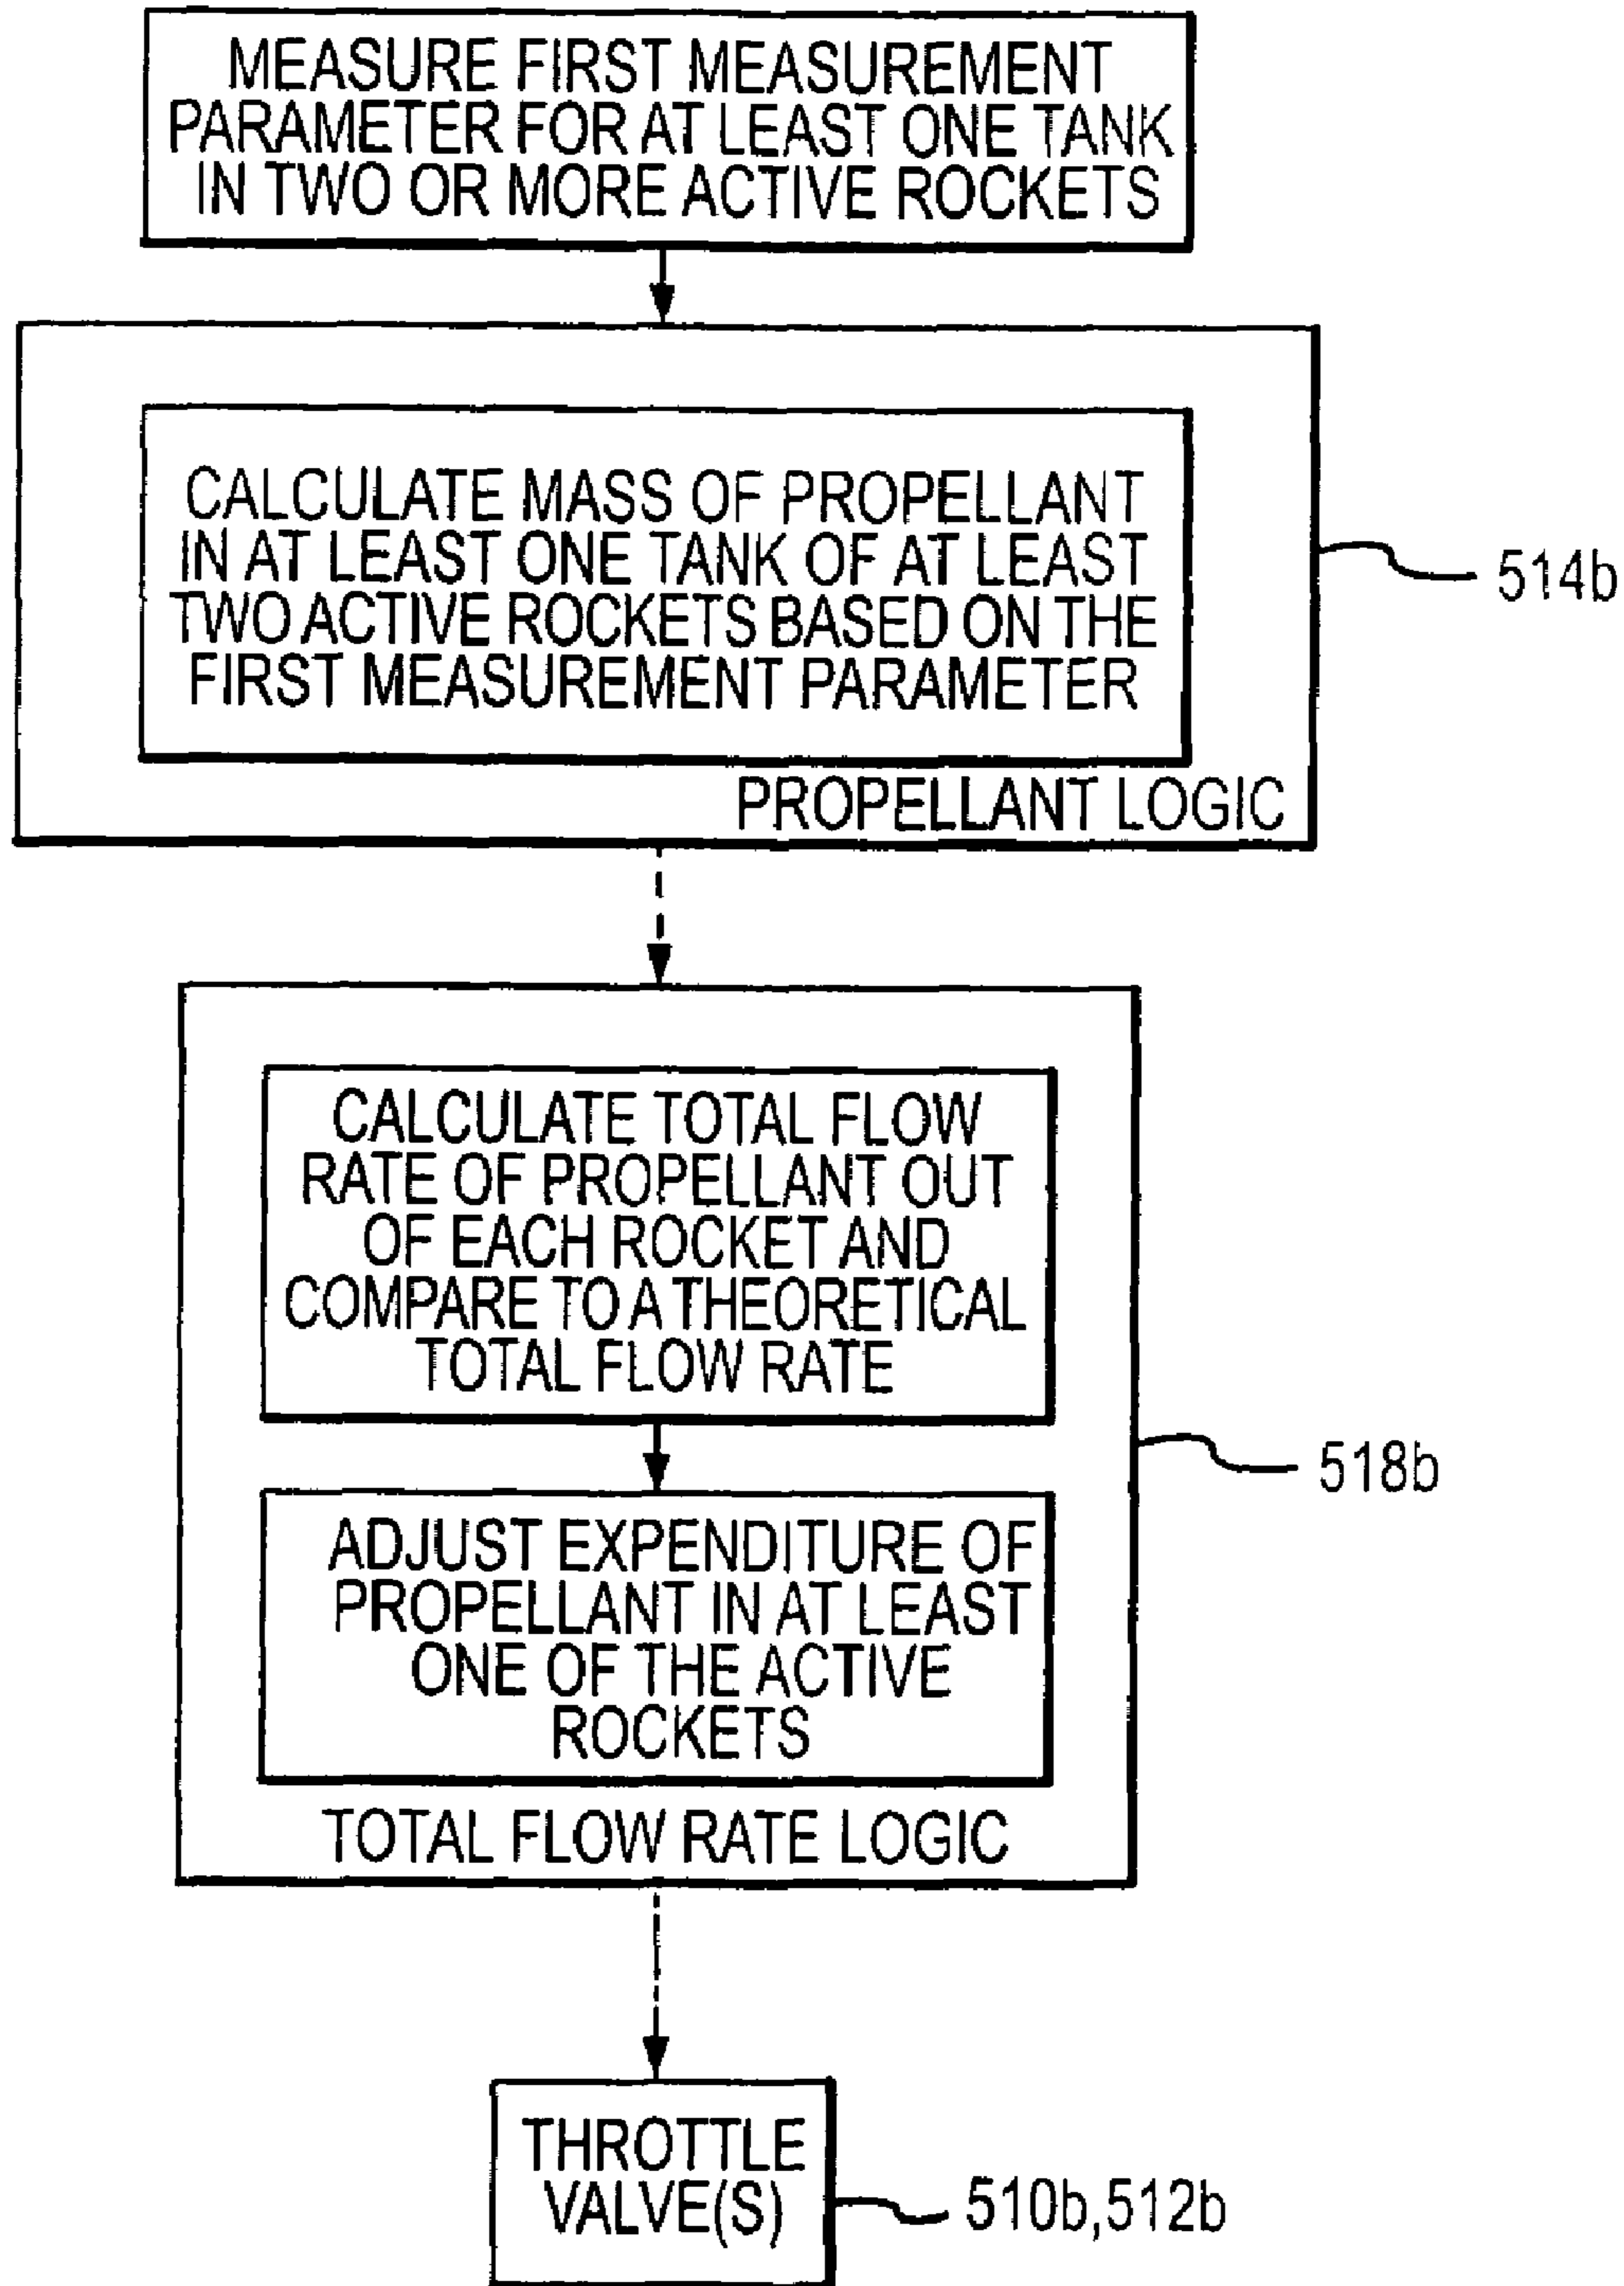 MEASURE FIRST MEASUREMENT
PARAMETER FOR AT LEAST ONE TANK
IN TWO OR MORE ACTIVE ROCKETS
CALCULATE MASS OF PROPELLANT
IN AT LEAST ONE TANK OF AT LEAST
TWO ACTIVE ROCKETS BASED ON THE
FIRST MEASUREMENT PARAMETER
PROPELLANT LOGIC
514b
CALCULATE TOTAL FLOW
RATE OF PROPELLANT OUT
OF EACH ROCKET AND
COMPARE TO A THEORETICAL
TOTAL FLOW RATE
ADJUST EXPENDITURE OF
PROPELLANT IN AT LEAST
ONE OF THE ACTIVE
ROCKETS
TOTAL FLOW RATE LOGIC
518b
THROTTLE
VALVE(S)
510b,512b